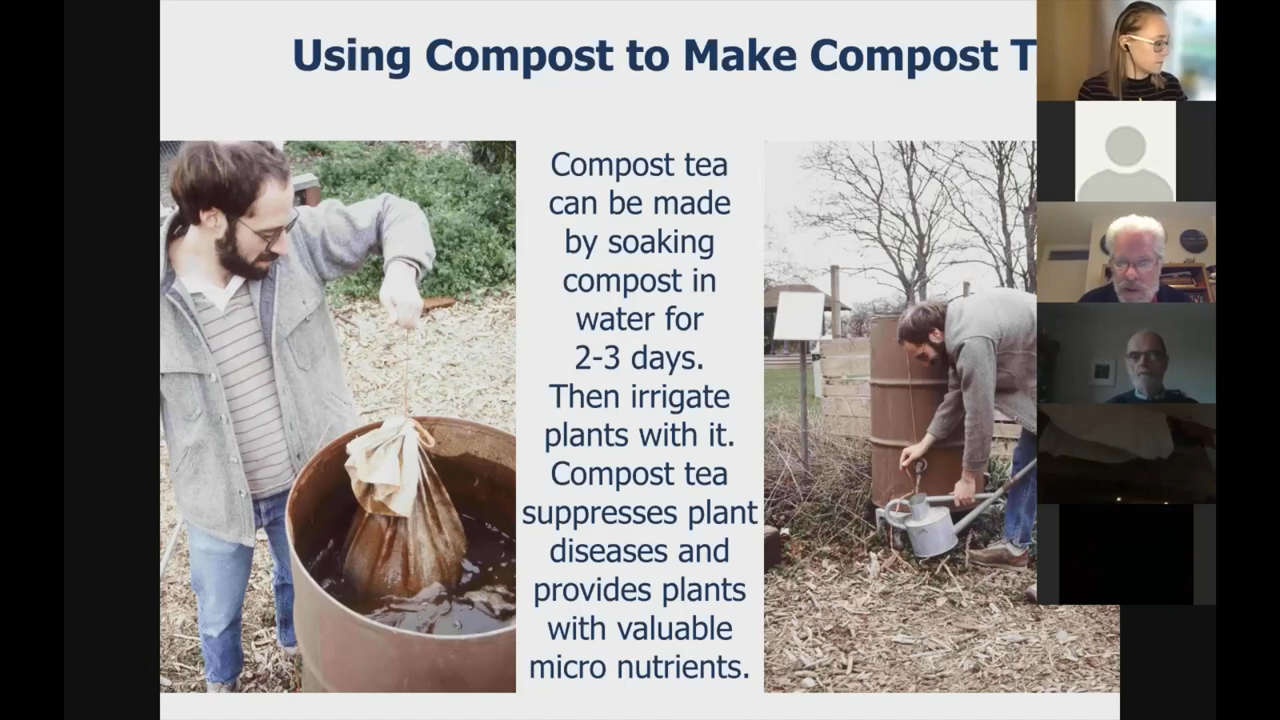 Using Compost to Make Compost T
Compost tea
can be made
by soaking
compost in
water for
2-3 days.
Then irrigate
plants with it.
Compost tea
suppresses plant
diseases and
provides plants
with valuable
micro nutrients.